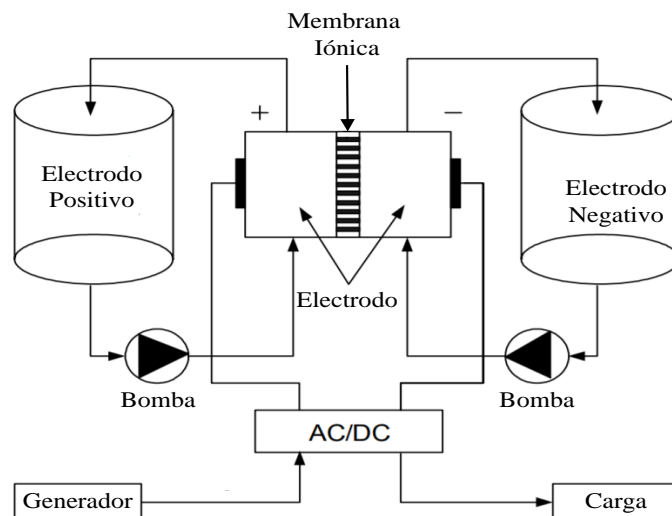 Membrana
Iónica
+
−
Electrodo
Positivo
Electrodo
Negativo
Electrodo
Bomba
Bomba
AC/DC
Generador
Carga